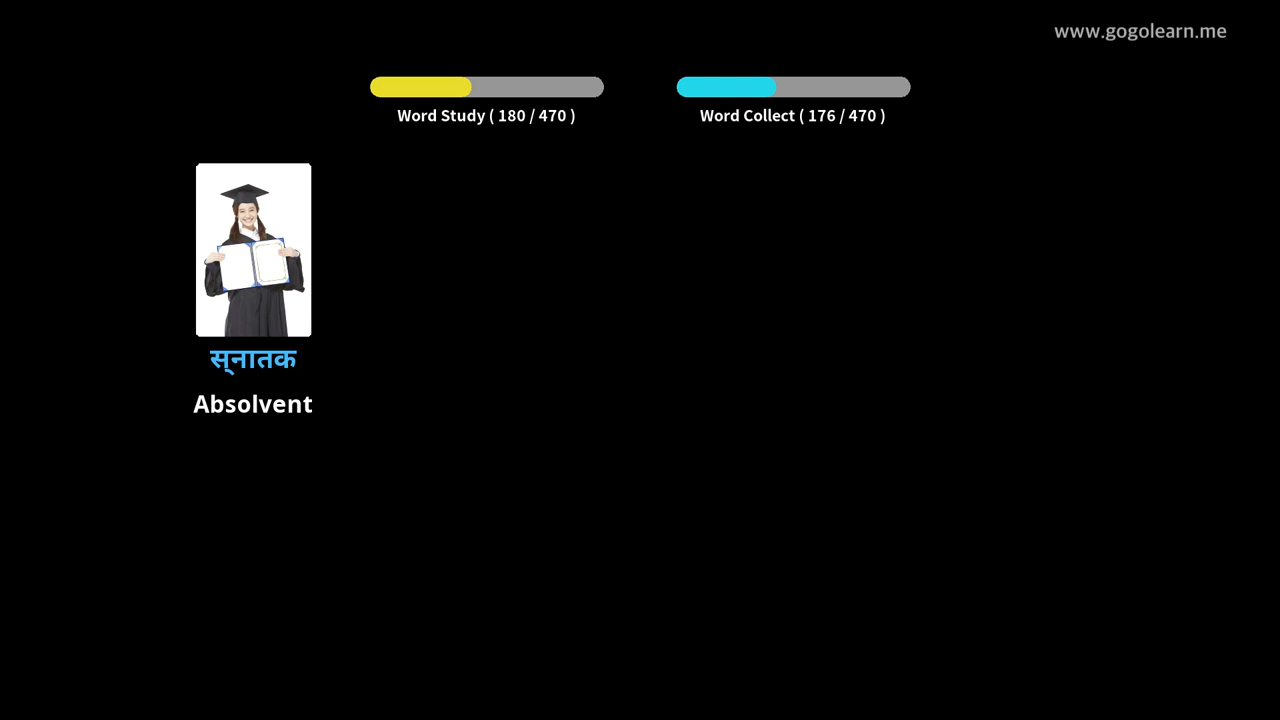 www.gogolearn.me
Word Study ( 180 / 470 )
Word Collect ( 176 / 470 )
स्नातक
Absolvent